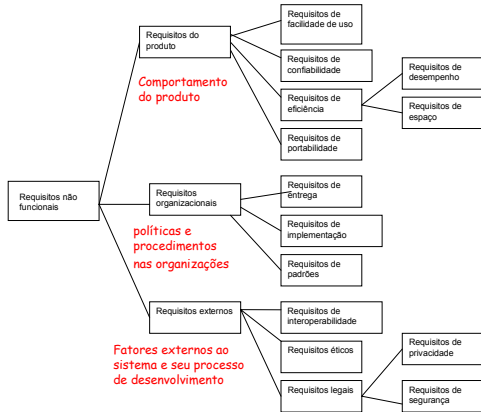 Requisitos de
facilidade de uso
Requisitos do
produto
Requisitos de
confiabilidade
Requisitos de
desempenho
Comportamento
do produto
Requisitos de
eficiência
Requisitos de
espaço
Requisitos de
portabilidade
Requisitos não
funcionais
Requisitos
organizacionais
Requisitos de
entrega
políticas e
procedimentos
nas organizações
Requisitos de
implementação
Requisitos de
padrões
Requisitos externos
Requisitos de
interoperabilidade
Fatores externos ao
sistema e seu processo
de desenvolvimento
Requisitos éticos
Requisitos de
privacidade
Requisitos legais
Requisitos de
segurança